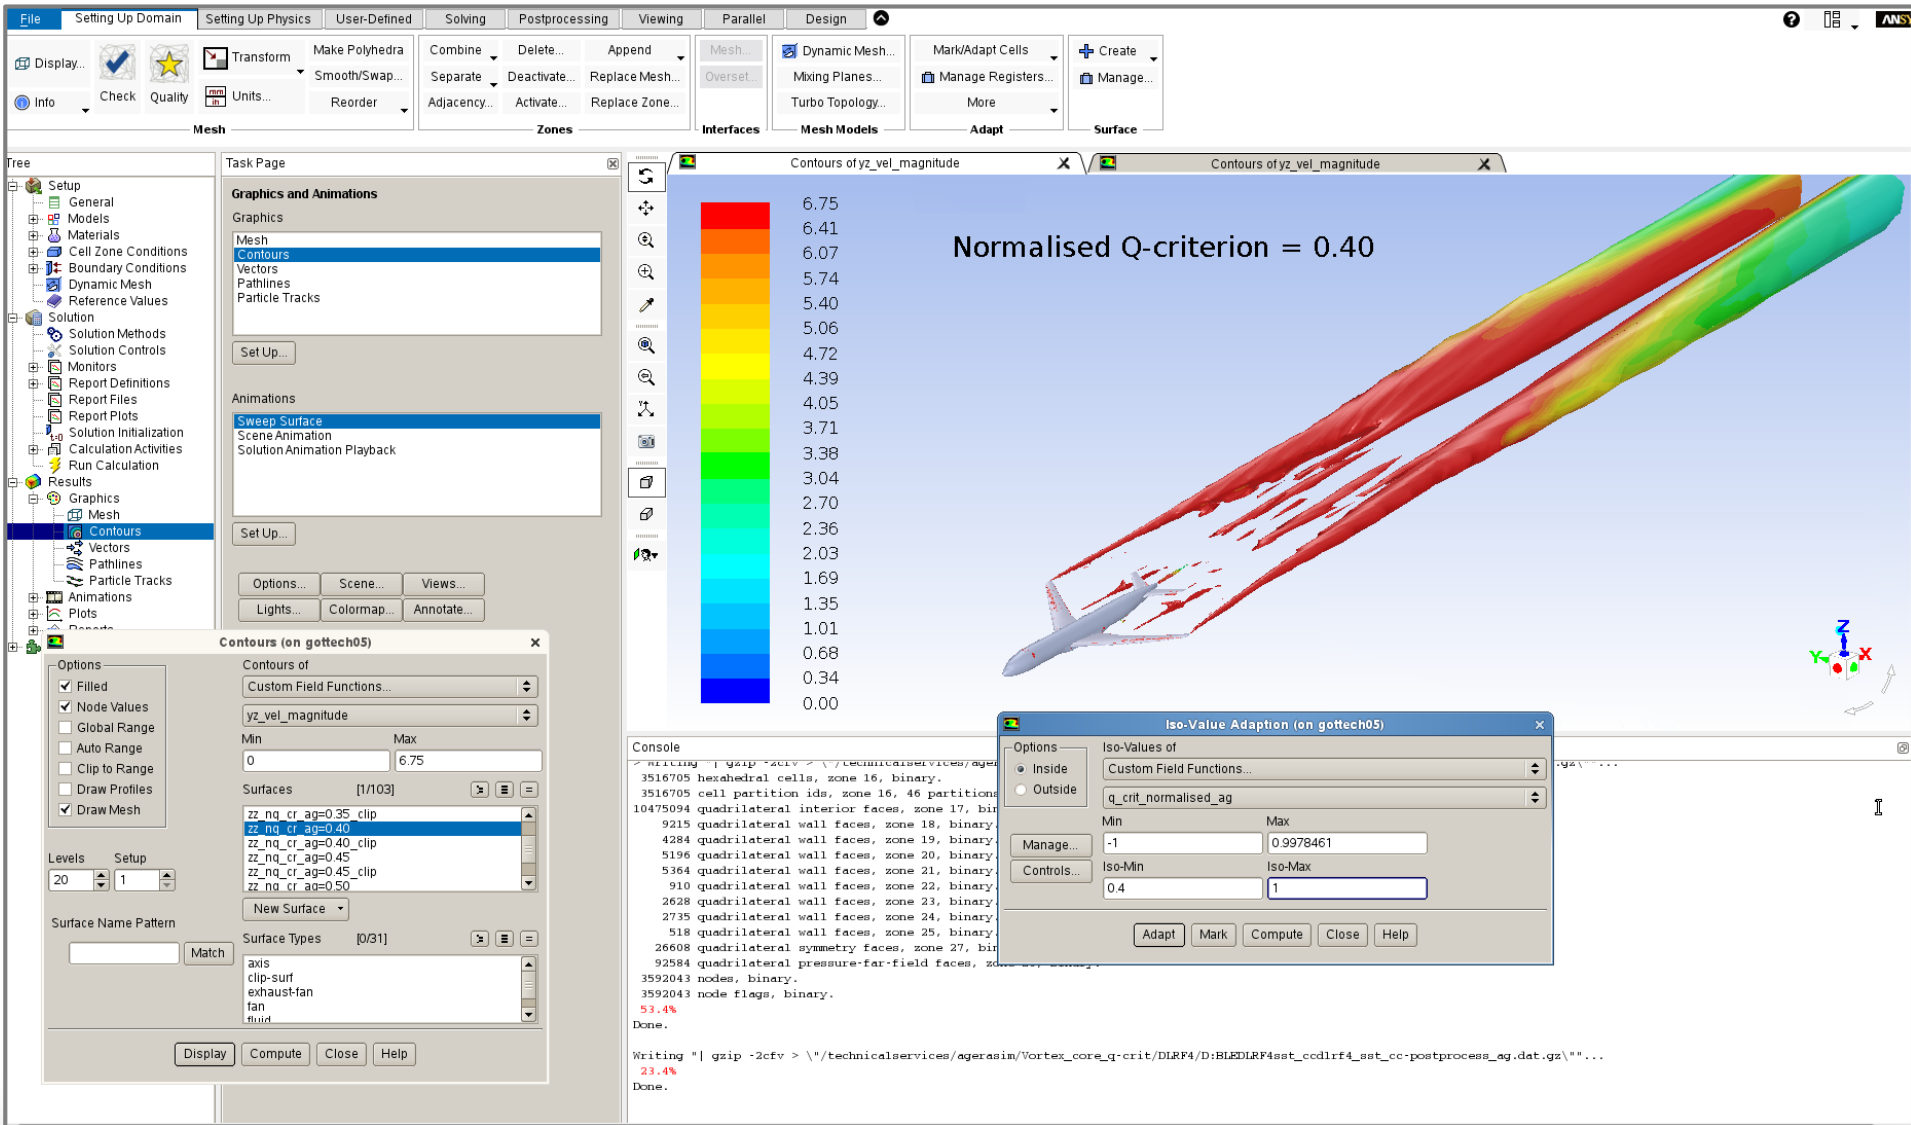 File Setting Up Domain Setting Up Physics User-Defined Solving Postprocessing Viewing Parallel Design
Display... Check Quality Transform Make Polyhedra
Info Units... Smooth/Swap...
Reorder
Mesh
Combine Delete... Append
Separate Deactivate... Replace Mesh...
Adjacency... Activate... Replace Zone...
Zones
Mesh...
Overset...
Interfaces
Dynamic Mesh...
Mixing Planes...
Turbo Topology...
Mesh Models
Mark/Adapt Cells
Manage Registers...
More
Adapt
Create
Manage...
Surface
Tree
Setup
General
Models
Materials
Cell Zone Conditions
Boundary Conditions
Dynamic Mesh
Reference Values
Solution
Solution Methods
Solution Controls
Monitors
Report Definitions
Report Files
Report Plots
Solution Initialization
Calculation Activities
Run Calculation
Results
Graphics
Mesh
Contours
Vectors
Pathlines
Particle Tracks
Animations
Plots
Reports
Task Page
Graphics and Animations
Graphics
Mesh
Contours
Vectors
Pathlines
Particle Tracks
Set Up...
Animations
Sweep Surface
Scene Animation
Solution Animation Playback
Set Up...
Options... Scene... Views...
Lights... Colormap... Annotate...
Contours of yz_vel_magnitude
Contours of yz_vel_magnitude
6.75
6.41
6.07
5.74
5.40
5.06
4.72
4.39
4.05
3.71
3.38
3.04
2.70
2.36
2.03
1.69
1.35
1.01
0.68
0.34
0.00
Normalised Q-criterion = 0.40
Z
Y X
Contours (on gottech05)
Options
Filled
Node Values
Global Range
Auto Range
Clip to Range
Draw Profiles
Draw Mesh
Levels Setup
20 1
Surface Name Pattern
Match
Contours of
Custom Field Functions...
yz_vel_magnitude
Min Max
0 6.75
Surfaces [1/103]
zz_nq_cr_ag=0.35_clip
zz_nq_cr_ag=0.40
zz_nq_cr_ag=0.40_clip
zz_nq_cr_ag=0.45
zz_nq_cr_ag=0.45_clip
zz_nq_cr_ag=0.50
New Surface
Surface Types [0/31]
axis
clip-surf
exhaust-fan
fan
fluid
Display Compute Close Help
Console
3516705 hexahedral cells, zone 16, binary.
3516705 cell partition ids, zone 16, 46 partitions
10475094 quadrilateral interior faces, zone 17, bin
9215 quadrilateral wall faces, zone 18, binary.
4284 quadrilateral wall faces, zone 19, binary.
5196 quadrilateral wall faces, zone 20, binary.
5364 quadrilateral wall faces, zone 21, binary.
910 quadrilateral wall faces, zone 22, binary.
2628 quadrilateral wall faces, zone 23, binary.
2735 quadrilateral wall faces, zone 24, binary.
518 quadrilateral wall faces, zone 25, binary.
26608 quadrilateral symmetry faces, zone 27, bin
92584 quadrilateral pressure-far-field faces,
3592043 nodes, binary.
3592043 node flags, binary.
53.4%
Done.
Writing "| gzip -2cfv > \"/technicalservices/agerasim/Vortex_core_q-crit/DLRF4/D:BLEDLRF4sst_ccdlrf4_sst_cc-postprocess_ag.dat.gz\""...
23.4%
Done.
Iso-Value Adaption (on gottech05)
Options
Inside
Outside
Manage...
Controls...
Iso-Values of
Custom Field Functions...
q_crit_normalised_ag
Min Max
-1 0.9978461
Iso-Min Iso-Max
0.4 1
Adapt Mark Compute Close Help